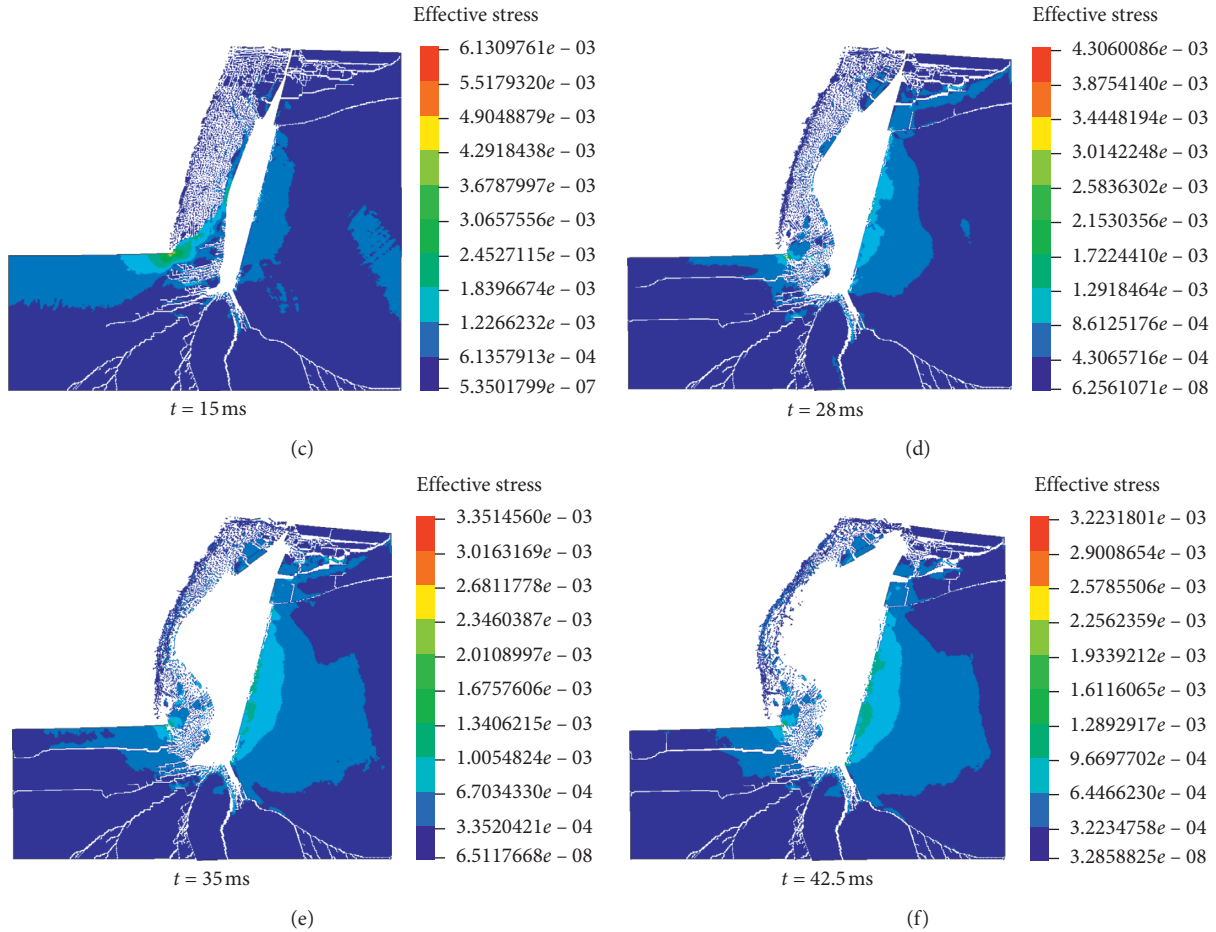 Effective stress
6.1309761e – 03
5.5179320e – 03
4.9048879e – 03
4.2918438e – 03
3.6787997e – 03
3.0657556e – 03
2.4527115e – 03
1.8396674e – 03
1.2266232e – 03
6.1357913e – 04
5.3501799e – 07
t = 15 ms
(c)
Effective stress
4.3060086e – 03
3.8754140e – 03
3.4448194e – 03
3.0142248e – 03
2.5836302e – 03
2.1530356e – 03
1.7224410e – 03
1.2918464e – 03
8.6125176e – 04
4.3065716e – 04
6.2561071e – 08
t = 28 ms
(d)
Effective stress
3.3514560e – 03
3.0163169e – 03
2.6811778e – 03
2.3460387e – 03
2.0108997e – 03
1.6757606e – 03
1.3406215e – 03
1.0054824e – 03
6.7034330e – 04
3.3520421e – 04
6.5117668e – 08
t = 35 ms
(e)
Effective stress
3.2231801e – 03
2.9008654e – 03
2.5785506e – 03
2.2562359e – 03
1.9339212e – 03
1.6116065e – 03
1.2892917e – 03
9.6697702e – 04
6.4466230e – 04
3.2234758e – 04
3.2858825e – 08
t = 42.5 ms
(f)